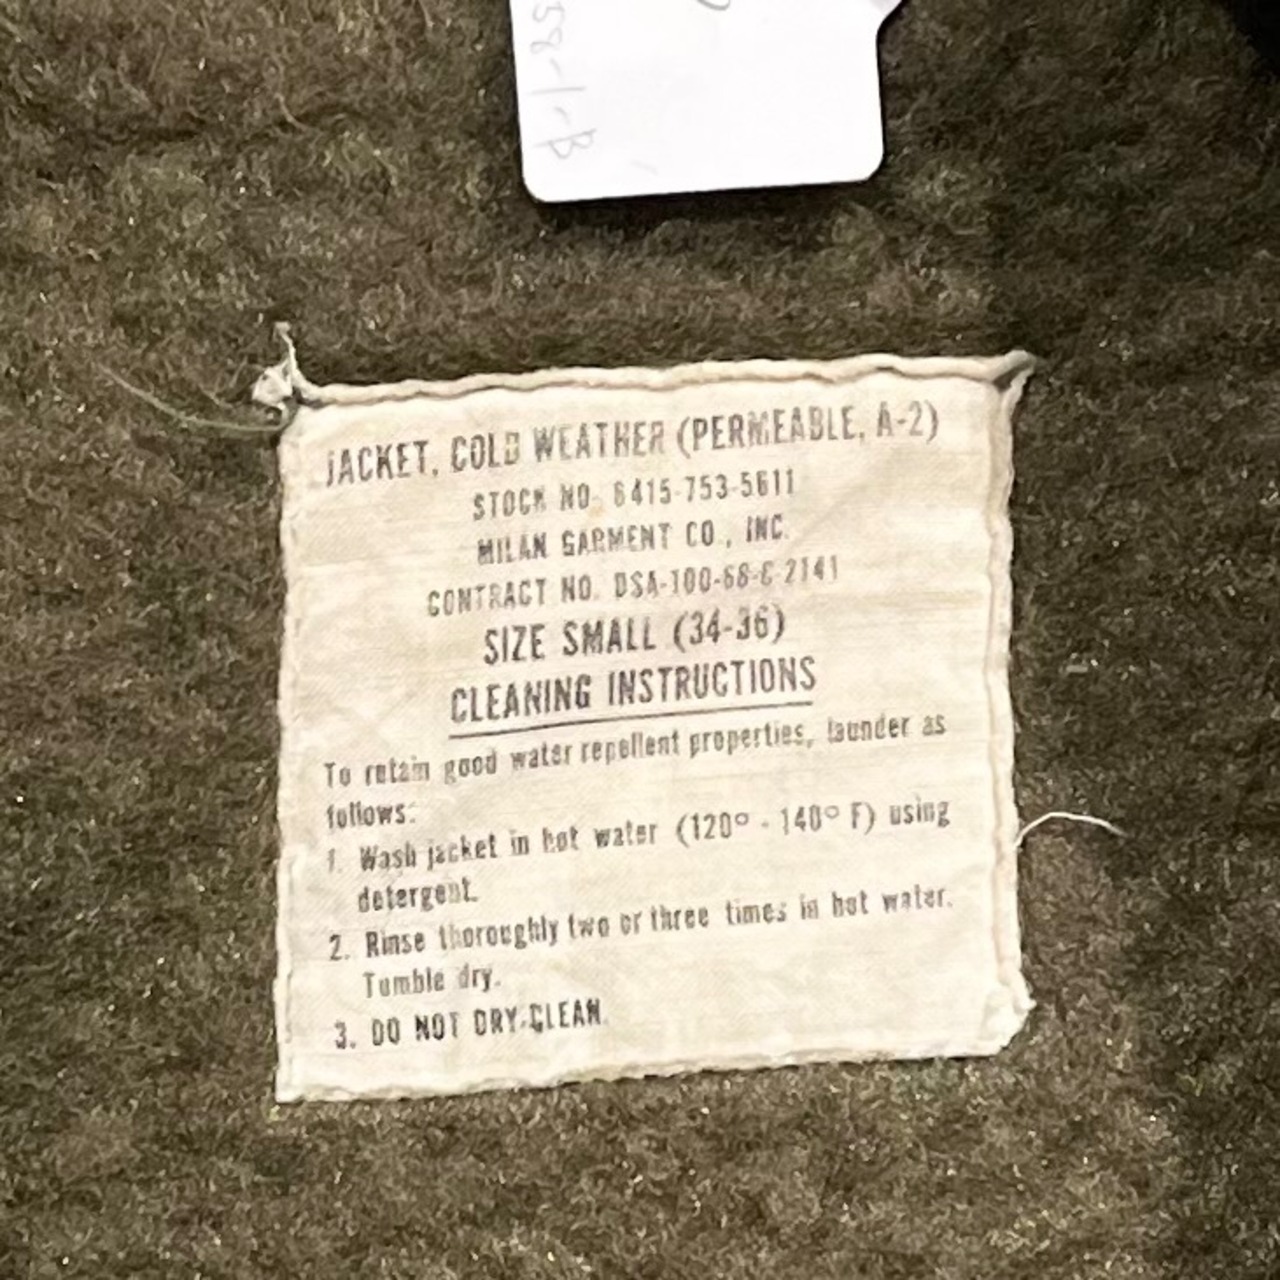 JACKET, COLD WEATHER (PERMEABLE, A-2)
STOCK NO. 8415-753-5611
MILAN GARMENT CO., INC.
CONTRACT NO. DSA-100-68-C-2141
SIZE SMALL (34-36)
CLEANING INSTRUCTIONS
To retain good water repellent properties, launder as
follows:
1. Wash jacket in hot water (120° - 140° F) using
detergent.
2. Rinse thoroughly two or three times in hot water.
Tumble dry.
3. DO NOT DRY-CLEAN.